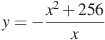 y = -\frac{x^2 + 256}{x}